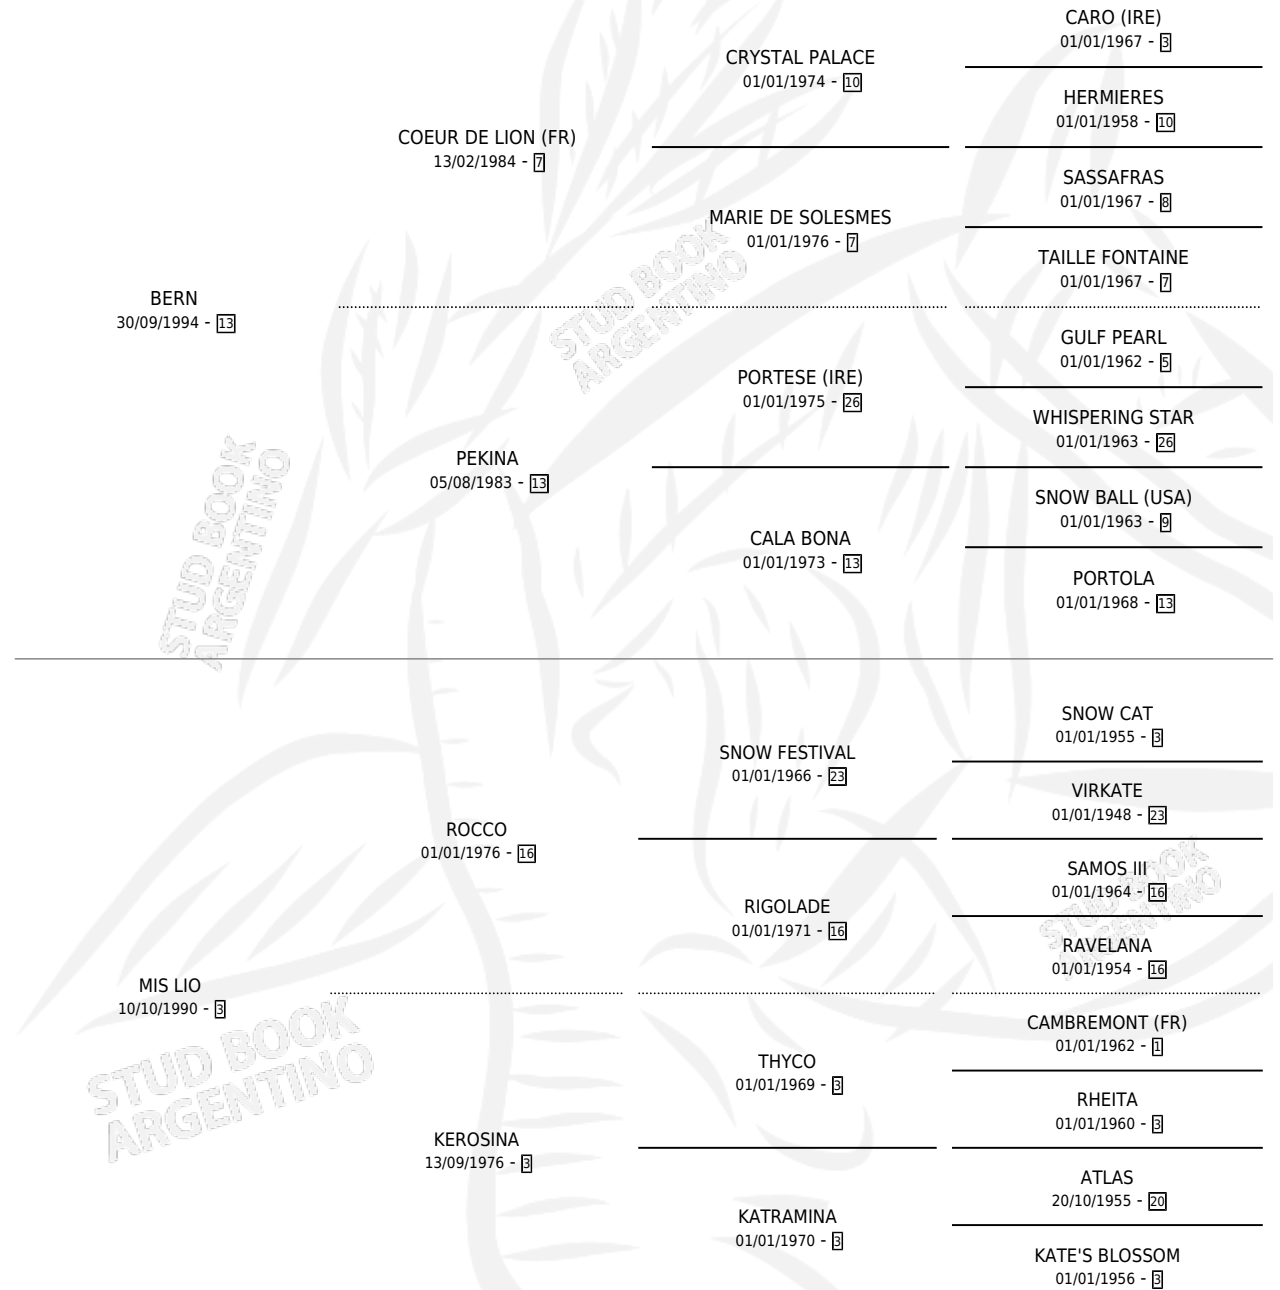 CARO (IRE)
01/01/1967 - 3
CRYSTAL PALACE
01/01/1974 - 10
HERMIERES
01/01/1958 - 10
COEUR DE LION (FR)
13/02/1984 - 7
SASSAFRAS
01/01/1967 - 8
MARIE DE SOLESMES
01/01/1976 - 7
TAILLE FONTAINE
01/01/1967 - 7
BERN
30/09/1994 - 13
STUD BOOK
ARGENTINO
GULF PEARL
01/01/1962 - 5
PORTESE (IRE)
01/01/1975 - 26
WHISPERING STAR
01/01/1963 - 26
PEKINA
05/08/1983 - 13
SNOW BALL (USA)
01/01/1963 - 9
CALA BONA
01/01/1973 - 13
PORTOLA
01/01/1968 - 13
STUD BOOK
ARGENTINO
SNOW CAT
01/01/1955 - 3
SNOW FESTIVAL
01/01/1966 - 23
VIRKATE
01/01/1948 - 23
ROCCO
01/01/1976 - 16
SAMOS III
01/01/1964 - 16
RIGOLADE
01/01/1971 - 16
RAVELANA
01/01/1954 - 16
STUD BOOK
ARGENTINO
MIS LIO
10/10/1990 - 3
CAMBREMONT (FR)
01/01/1962 - 1
THYCO
01/01/1969 - 3
RHEITA
01/01/1960 - 3
STUD BOOK
ARGENTINO
KEROSINA
13/09/1976 - 3
ATLAS
20/10/1955 - 20
KATRAMINA
01/01/1970 - 3
KATE'S BLOSSOM
01/01/1956 - 3